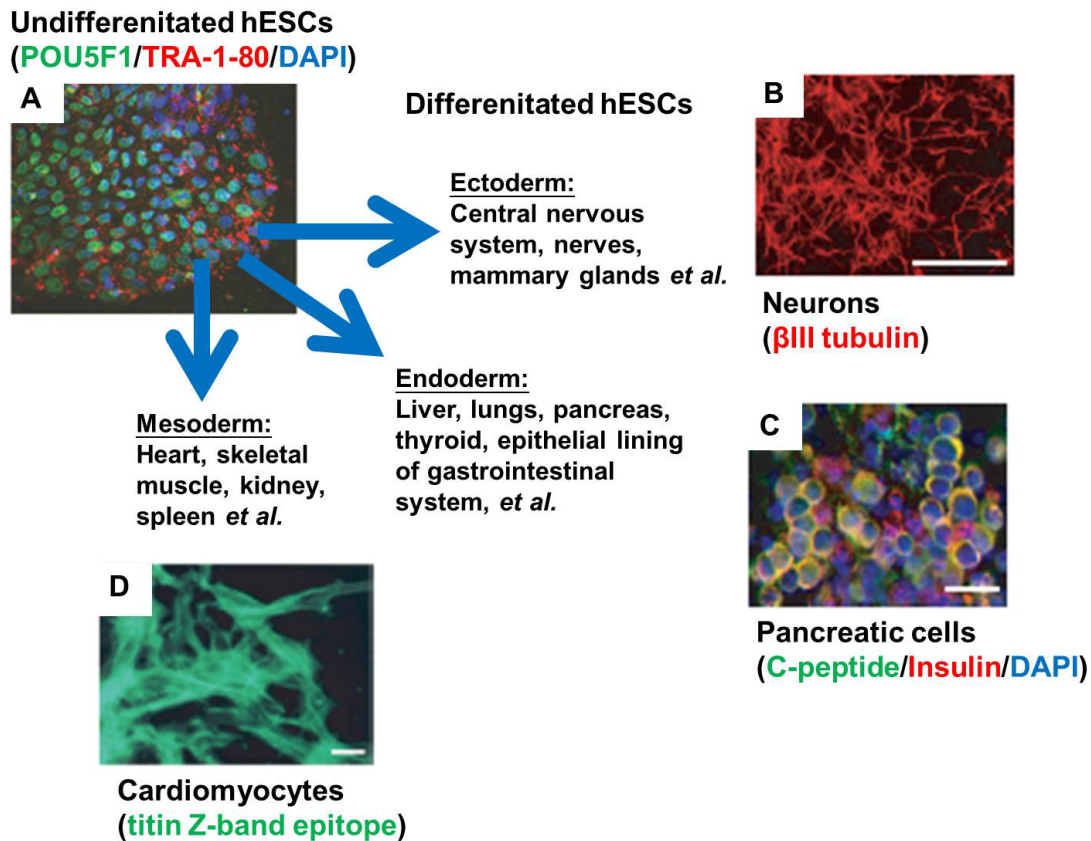 Undifferenitated hESCs
(POU5F1/TRA-1-80/DAPI)
A
Differenitated hESCs
B
Ectoderm:
Central nervous
system, nerves,
mammary glands et al.
Neurons
(βIII tubulin)
Endoderm:
Liver, lungs, pancreas,
thyroid, epithelial lining
of gastrointestinal
system, et al.
Mesoderm:
Heart, skeletal
muscle, kidney,
spleen et al.
C
Pancreatic cells
(C-peptide/Insulin/DAPI)
D
Cardiomyocytes
(titin Z-band epitope)